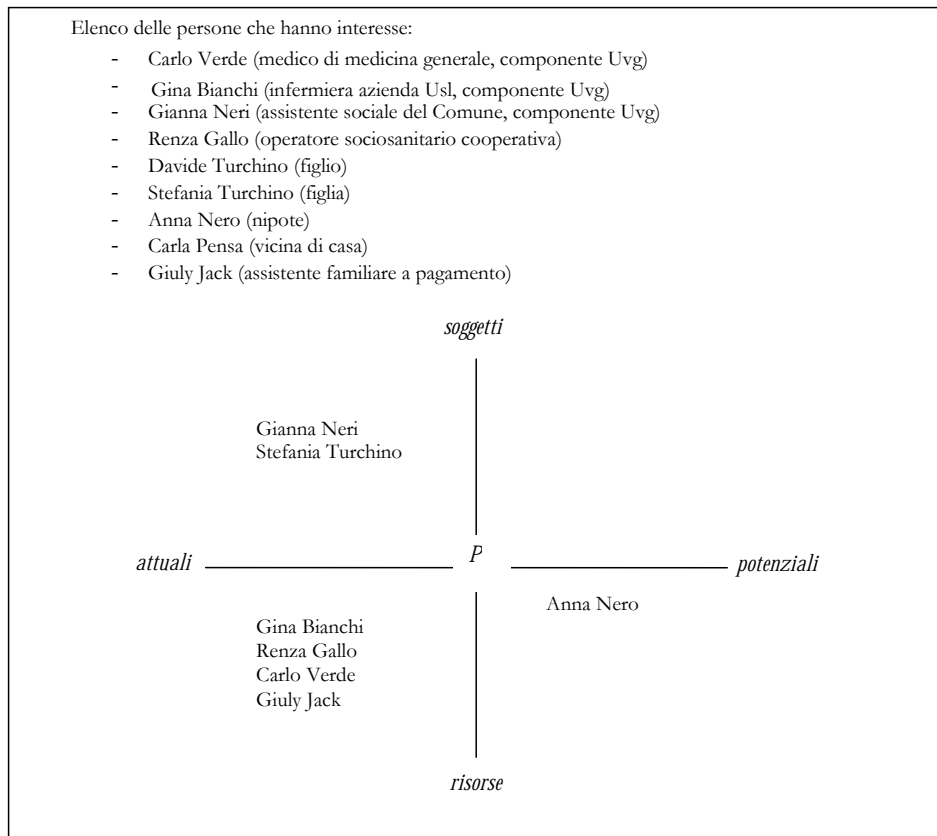 Elenco delle persone che hanno interesse:
- Carlo Verde (medico di medicina generale, componente Uvg)
- Gina Bianchi (infermiera azienda Usl, componente Uvg)
- Gianna Neri (assistente sociale del Comune, componente Uvg)
- Renza Gallo (operatore sociosanitario cooperativa)
- Davide Turchino (figlio)
- Stefania Turchino (figlia)
- Anna Nero (nipote)
- Carla Pensa (vicina di casa)
- Giuly Jack (assistente familiare a pagamento)
soggetti
Gianna Neri
Stefania Turchino
attuali
P
potenziali
Anna Nero
Gina Bianchi
Renza Gallo
Carlo Verde
Giuly Jack
risorse